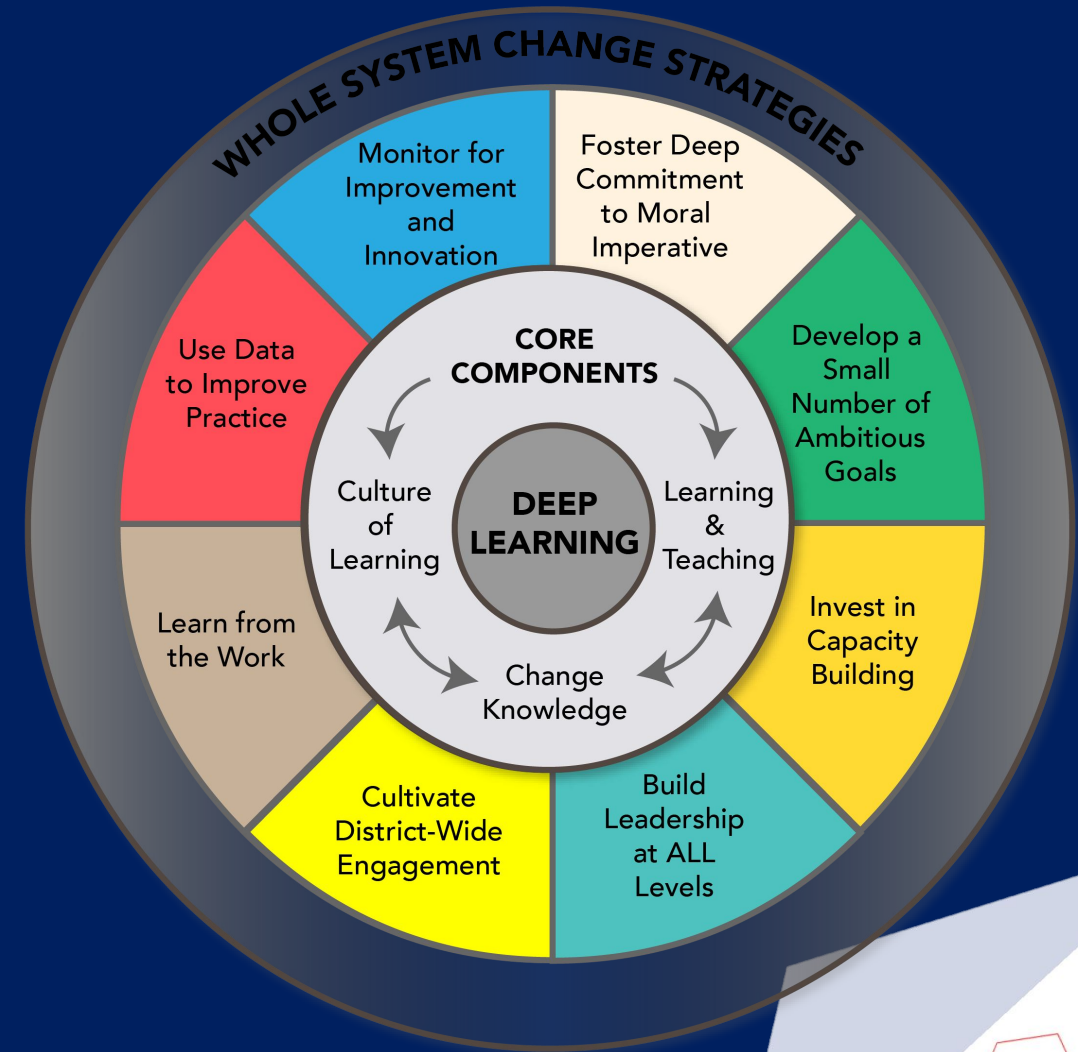 WHOLE SYSTEM CHANGE STRATEGIES
Monitor for
Improvement
and
Innovation
Foster Deep
Commitment
to Moral
Imperative
Develop a
Small
Number of
Ambitious
Goals
Invest in
Capacity
Building
Build
Leadership
at ALL
Levels
Cultivate
District-Wide
Engagement
Learn from
the Work
Use Data
to Improve
Practice
CORE
COMPONENTS
Culture
of
Learning
DEEP
LEARNING
Learning
&
Teaching
Change
Knowledge